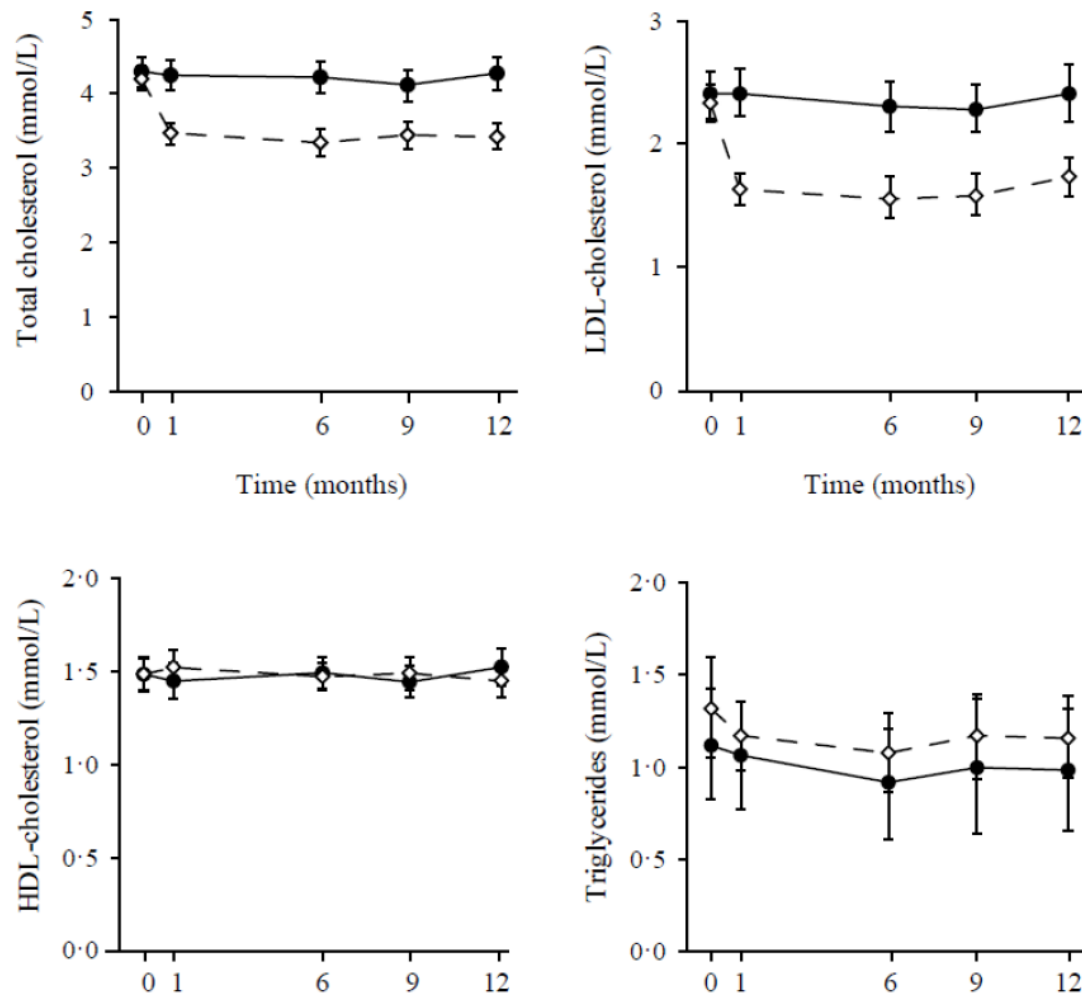 Total cholesterol (mmol/L)
5
4
3
2
1
0
0 1 6 9 12
Time (months)
LDL-cholesterol (mmol/L)
3
2
1
0
0 1 6 9 12
Time (months)
HDL-cholesterol (mmol/L)
2·0
1·5
1·0
0·5
0·0
0 1 6 9 12
Triglycerides (mmol/L)
2·0
1·5
1·0
0·5
0·0
0 1 6 9 12